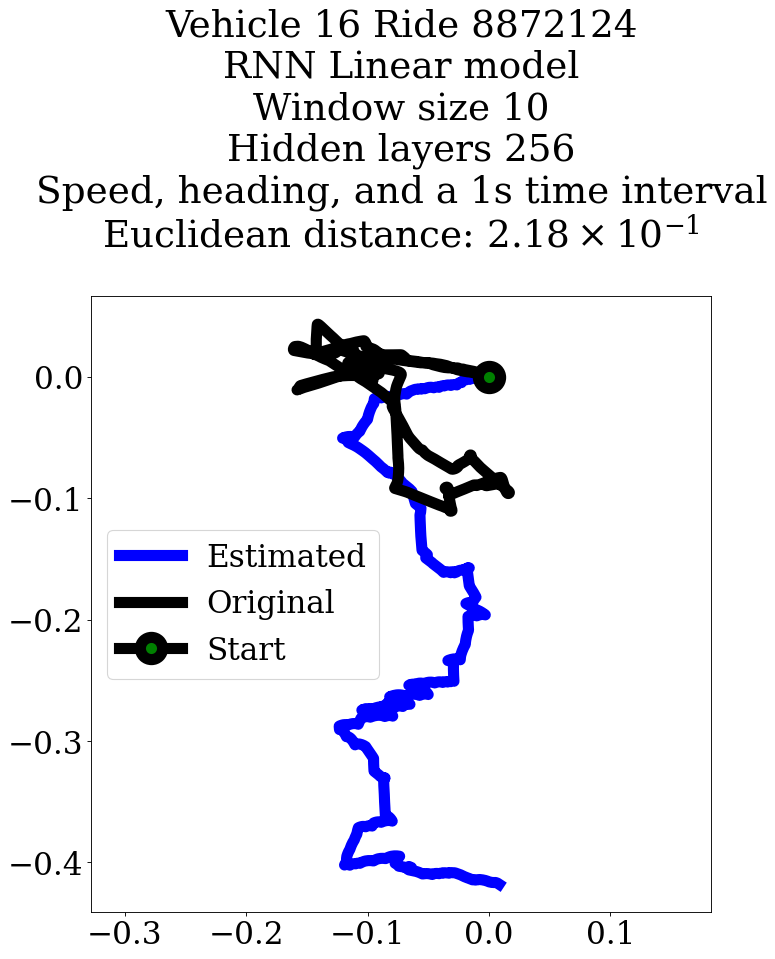 Vehicle 16 Ride 8872124
RNN Linear model
Window size 10
Hidden layers 256
Speed, heading, and a 1s time interval
Euclidean distance: 2.18 × 10⁻¹
0.0
−0.1
−0.2
−0.3
−0.4
Estimated
Original
Start
−0.3 −0.2 −0.1 0.0 0.1